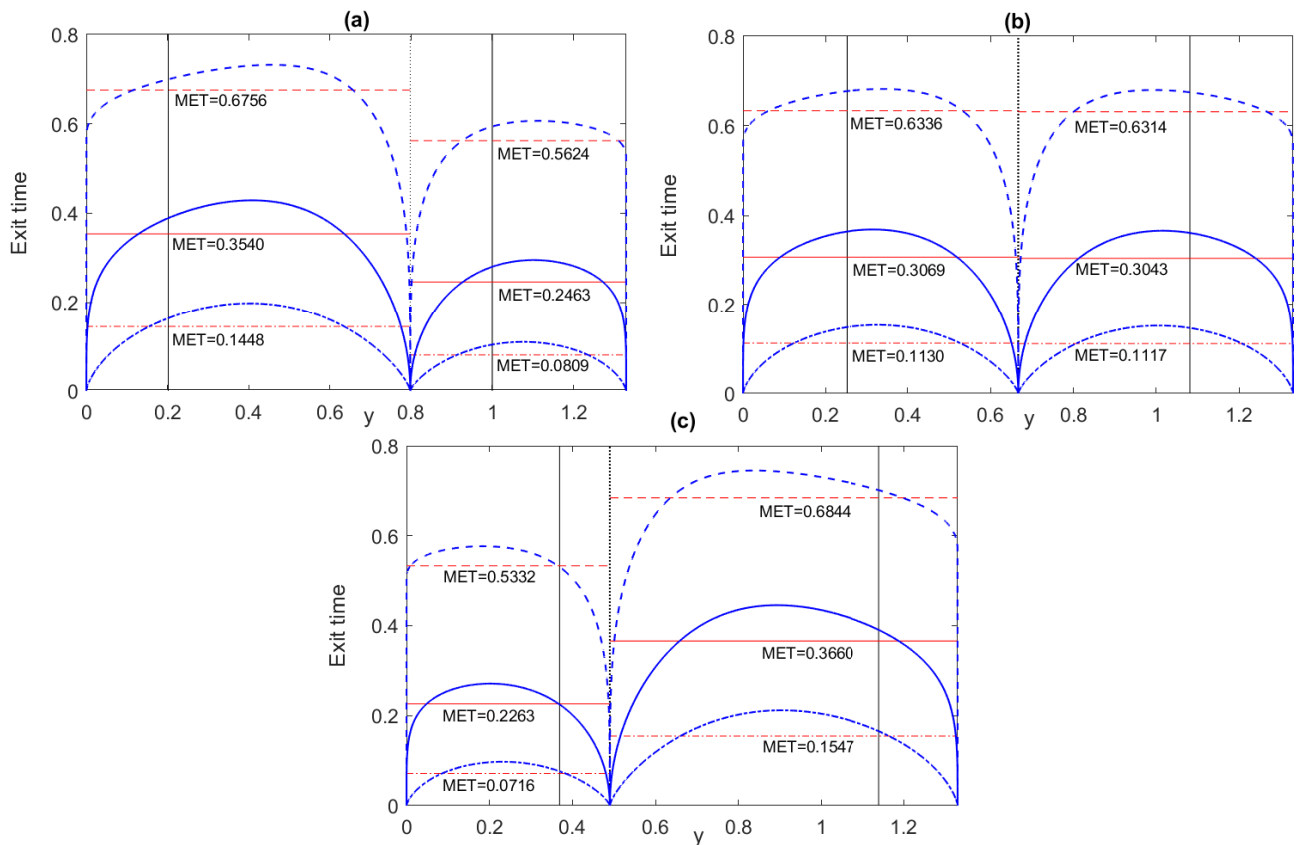 (a)
Exit time
0.8
0.6
0.4
0.2
0
MET=0.6756
MET=0.5624
MET=0.3540
MET=0.2463
MET=0.1448
MET=0.0809
0 0.2 0.4 0.6 0.8 1 1.2
y
(b)
Exit time
0.8
0.6
0.4
0.2
0
MET=0.6336
MET=0.6314
MET=0.3069
MET=0.3043
MET=0.1130
MET=0.1117
0 0.2 0.4 0.6 0.8 1 1.2
y
(c)
Exit time
0.8
0.6
0.4
0.2
0
MET=0.6844
MET=0.5332
MET=0.3660
MET=0.2263
MET=0.1547
MET=0.0716
0 0.2 0.4 0.6 0.8 1 1.2
y